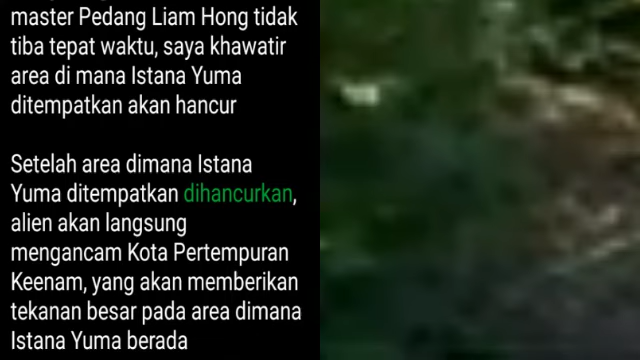 master Pedang Liam Hong tidak
tiba tepat waktu, saya khawatir
area di mana Istana Yuma
ditempatkan akan hancur
Setelah area dimana Istana
Yuma ditempatkan dihancurkan,
alien akan langsung
mengancam Kota Pertempuran
Keenam, yang akan memberikan
tekanan besar pada area dimana
Istana Yuma berada